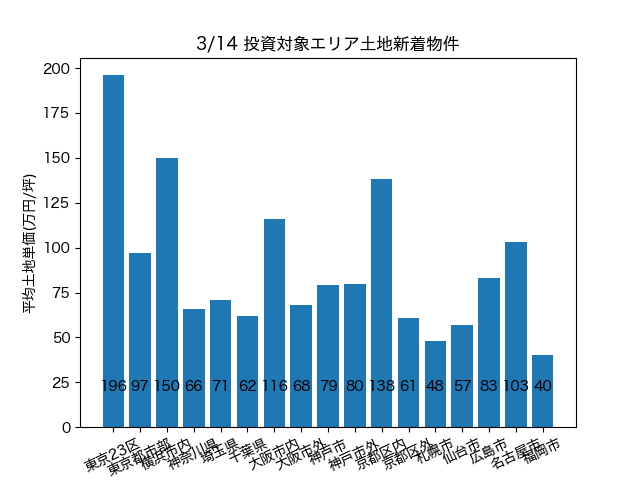 3/14 投資対象エリア土地新着物件
平均土地単価(万円/坪)
200
175
150
125
100
75
50
25
0
196 97 150 66 71 62 116 68 79 80 138 61 48 57 83 103 40
東京23区
東京都市部
横浜市内
神奈川県
埼玉県
千葉県
大阪市内
大阪市外
神戸市
神戸市外
京都区内
京都区外
札幌市
仙台市
広島市
名古屋市
福岡市